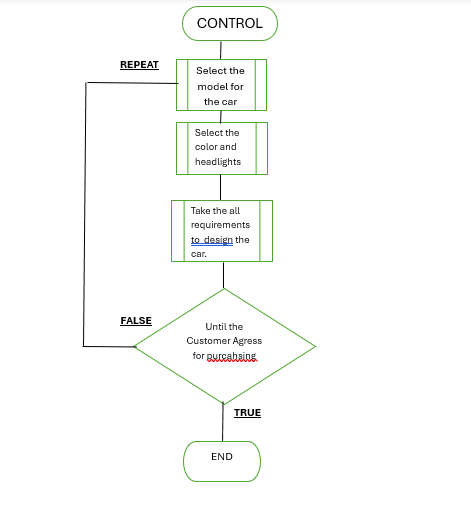 CONTROL
REPEAT
Select the
model for
the car
Select the
color and
headlights
Take the all
requirements
to design the
car.
FALSE
Until the
Customer Agress
for purcahsing
TRUE
END